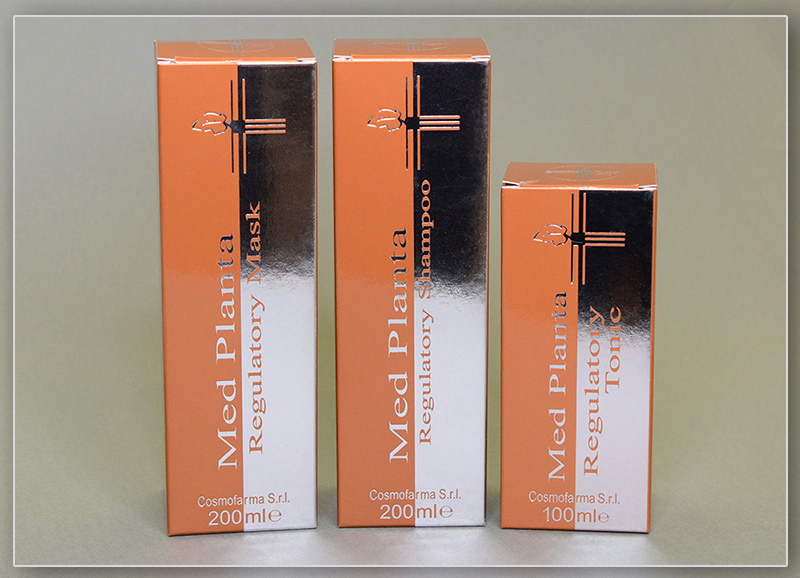 Med Planta
Regulatory Mask
Cosmofarma S.r.l.
200ml℮
Med Planta
Regulatory Shampoo
Cosmofarma S.r.l.
200ml℮
Med Planta
Regulatory
Tonic
Cosmofarma S.r.l.
100ml℮